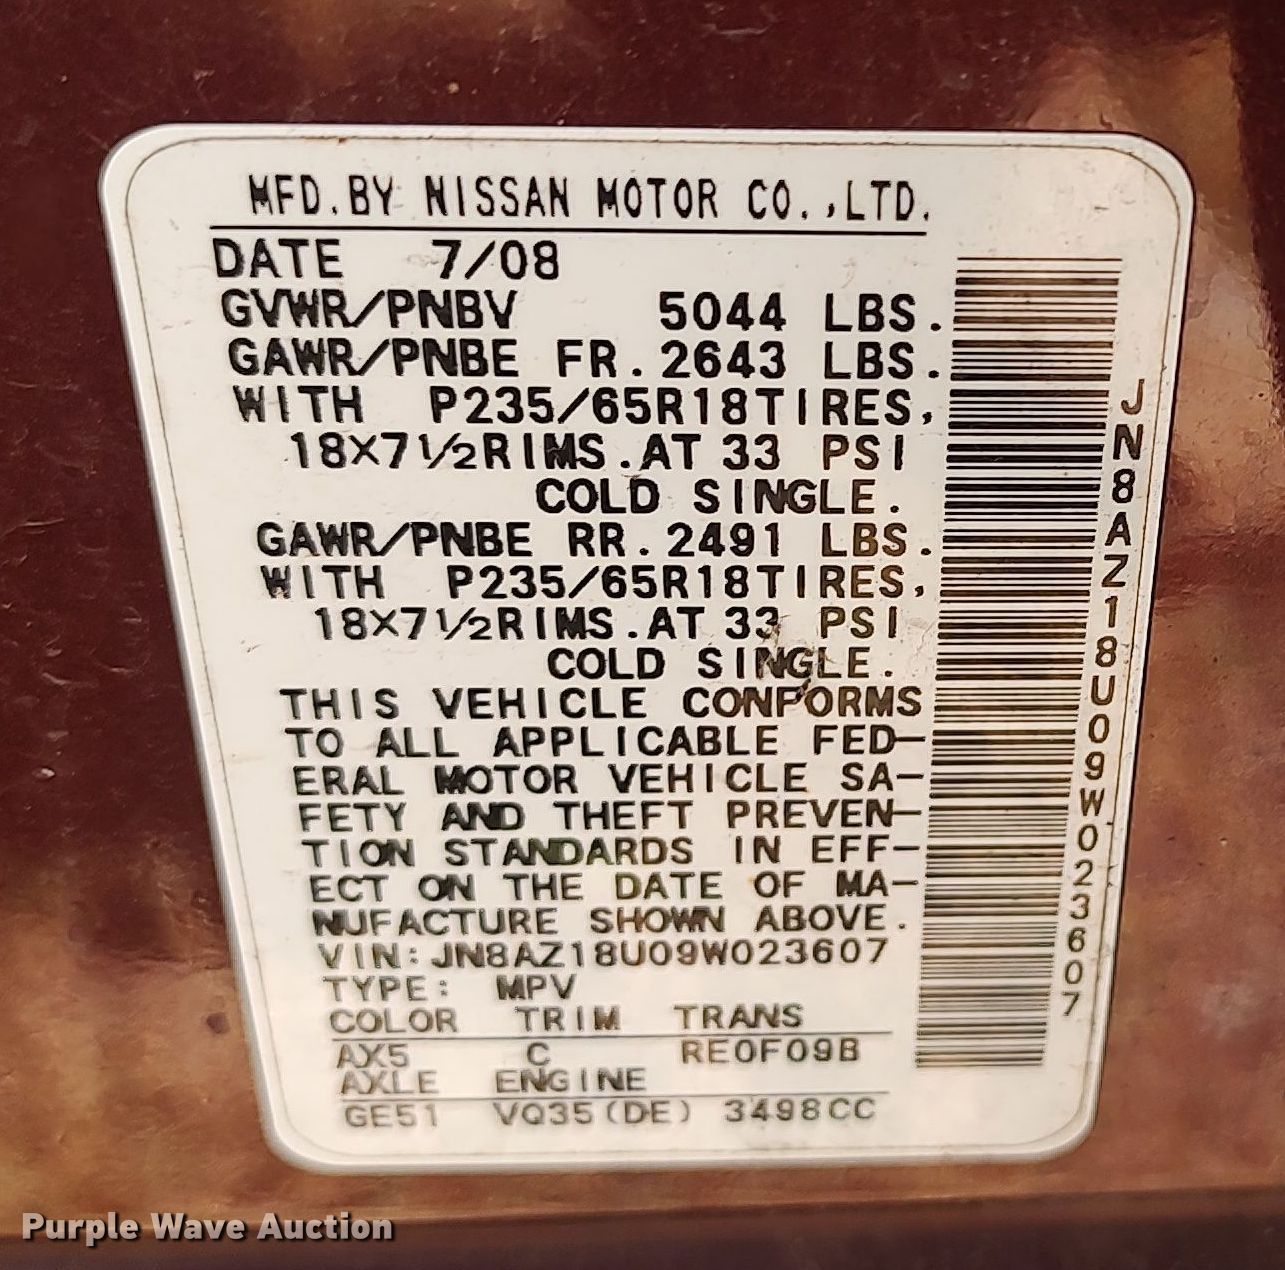 MFD.BY NISSAN MOTOR CO.,LTD.
DATE 7/08
GVWR/PNBV 5044 LBS.
GAWR/PNBE FR. 2643 LBS.
WITH P235/65R18TIRES,
18X7 1/2RIMS.AT 33 PSI
COLD SINGLE.
GAWR/PNBE RR. 2491 LBS.
WITH P235/65R18TIRES,
18X7 1/2RIMS.AT 33 PSI
COLD SINGLE.
THIS VEHICLE CONFORMS
TO ALL APPLICABLE FED-
ERAL MOTOR VEHICLE SA-
FETY AND THEFT PREVEN-
TION STANDARDS IN EFF-
ECT ON THE DATE OF MA-
NUFACTURE SHOWN ABOVE.
VIN:JN8AZ18U09W023607
TYPE: MPV
COLOR TRIM TRANS
AX5 C RE0F09B
AXLE ENGINE
GE51 VQ35(DE) 3498CC
JN8AZ18U09W023607
Purple Wave Auction